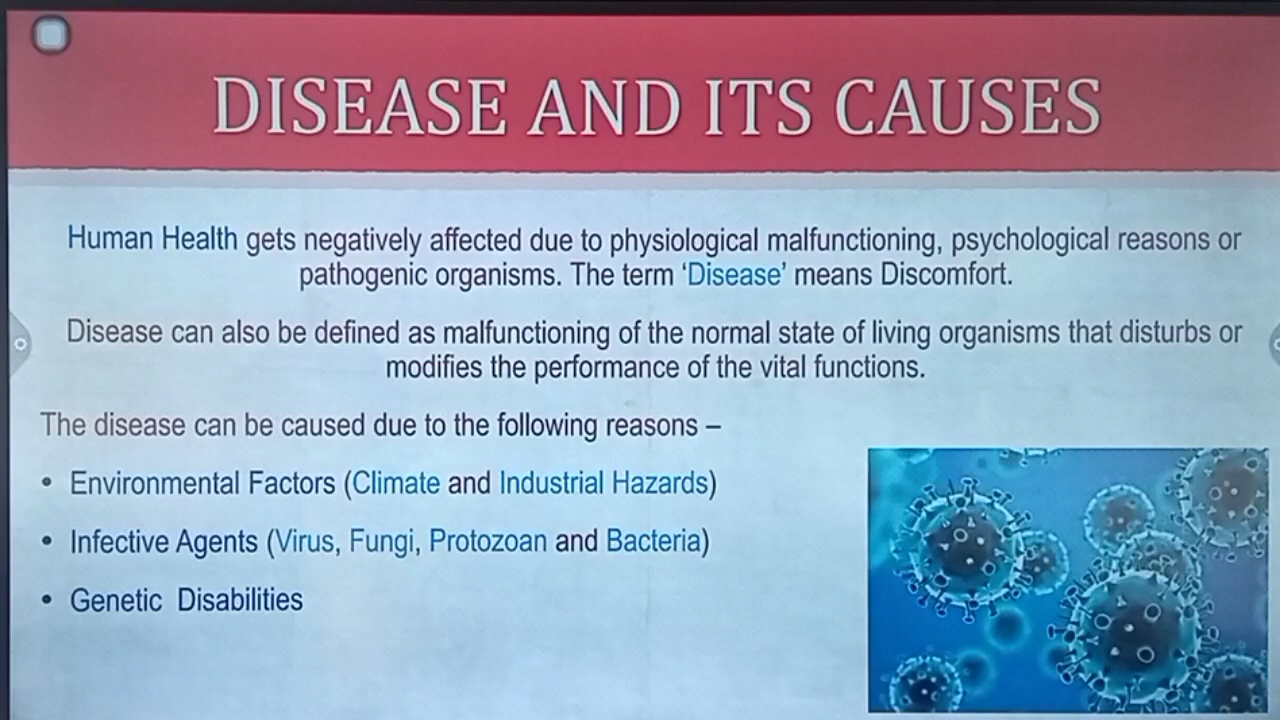 DISEASE AND ITS CAUSES
Human Health gets negatively affected due to physiological malfunctioning, psychological reasons or
pathogenic organisms. The term ‘Disease’ means Discomfort.
Disease can also be defined as malfunctioning of the normal state of living organisms that disturbs or
modifies the performance of the vital functions.
The disease can be caused due to the following reasons –
• Environmental Factors (Climate and Industrial Hazards)
• Infective Agents (Virus, Fungi, Protozoan and Bacteria)
• Genetic Disabilities